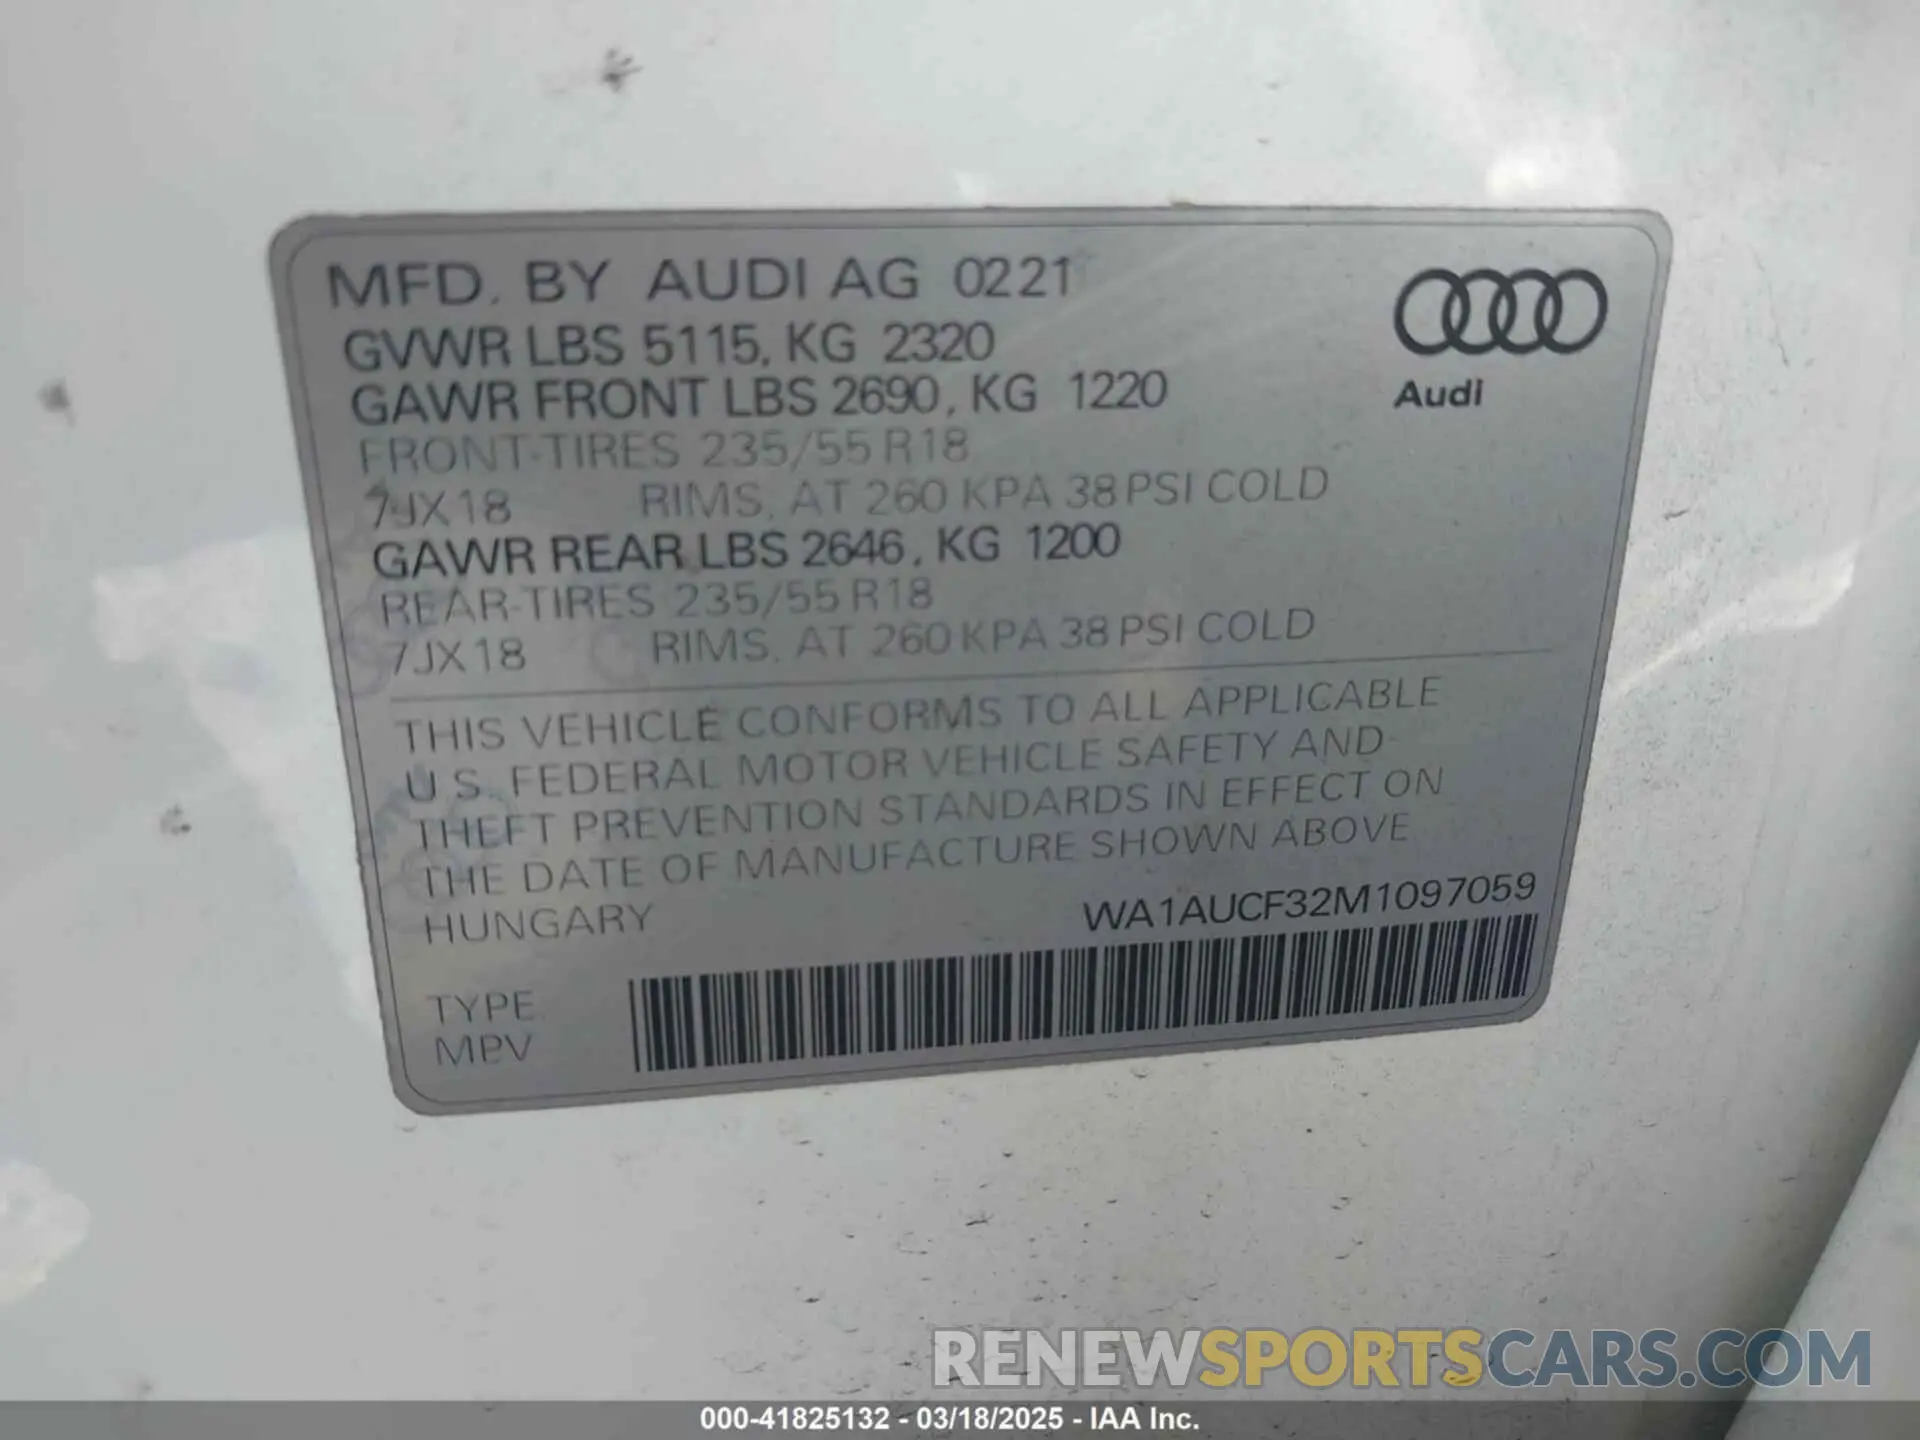 MFD. BY AUDI AG 0221
GVWR LBS 5115, KG 2320
GAWR FRONT LBS 2690, KG 1220
Audi
FRONT-TIRES 235/55 R18
7JX18 RIMS, AT 260 KPA 38 PSI COLD
GAWR REAR LBS 2646, KG 1200
REAR-TIRES 235/55 R18
7JX18 RIMS, AT 260 KPA 38 PSI COLD
THIS VEHICLE CONFORMS TO ALL APPLICABLE
U.S. FEDERAL MOTOR VEHICLE SAFETY AND
THEFT PREVENTION STANDARDS IN EFFECT ON
THE DATE OF MANUFACTURE SHOWN ABOVE
HUNGARY WA1AUCF32M1097059
TYPE
MPV
RENEWSPORTSCARS.COM
000-41825132 - 03/18/2025 - IAA Inc.